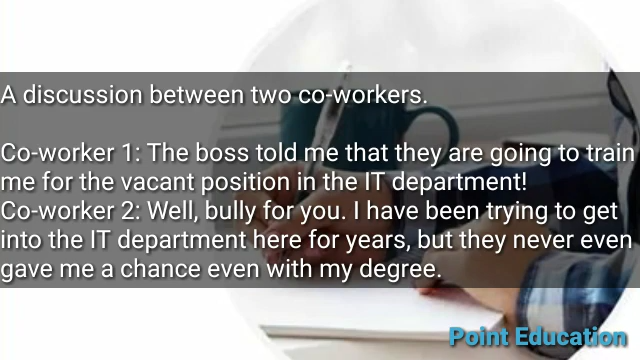 A discussion between two co-workers.
Co-worker 1: The boss told me that they are going to train
me for the vacant position in the IT department!
Co-worker 2: Well, bully for you. I have been trying to get
into the IT department here for years, but they never even
gave me a chance even with my degree.
Point Education